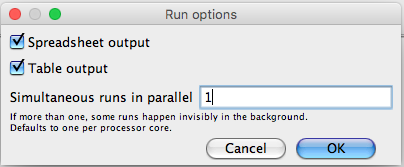 Run options
Spreadsheet output
Table output
Simultaneous runs in parallel 1
If more than one, some runs happen invisibly in the background.
Defaults to one per processor core.
Cancel OK